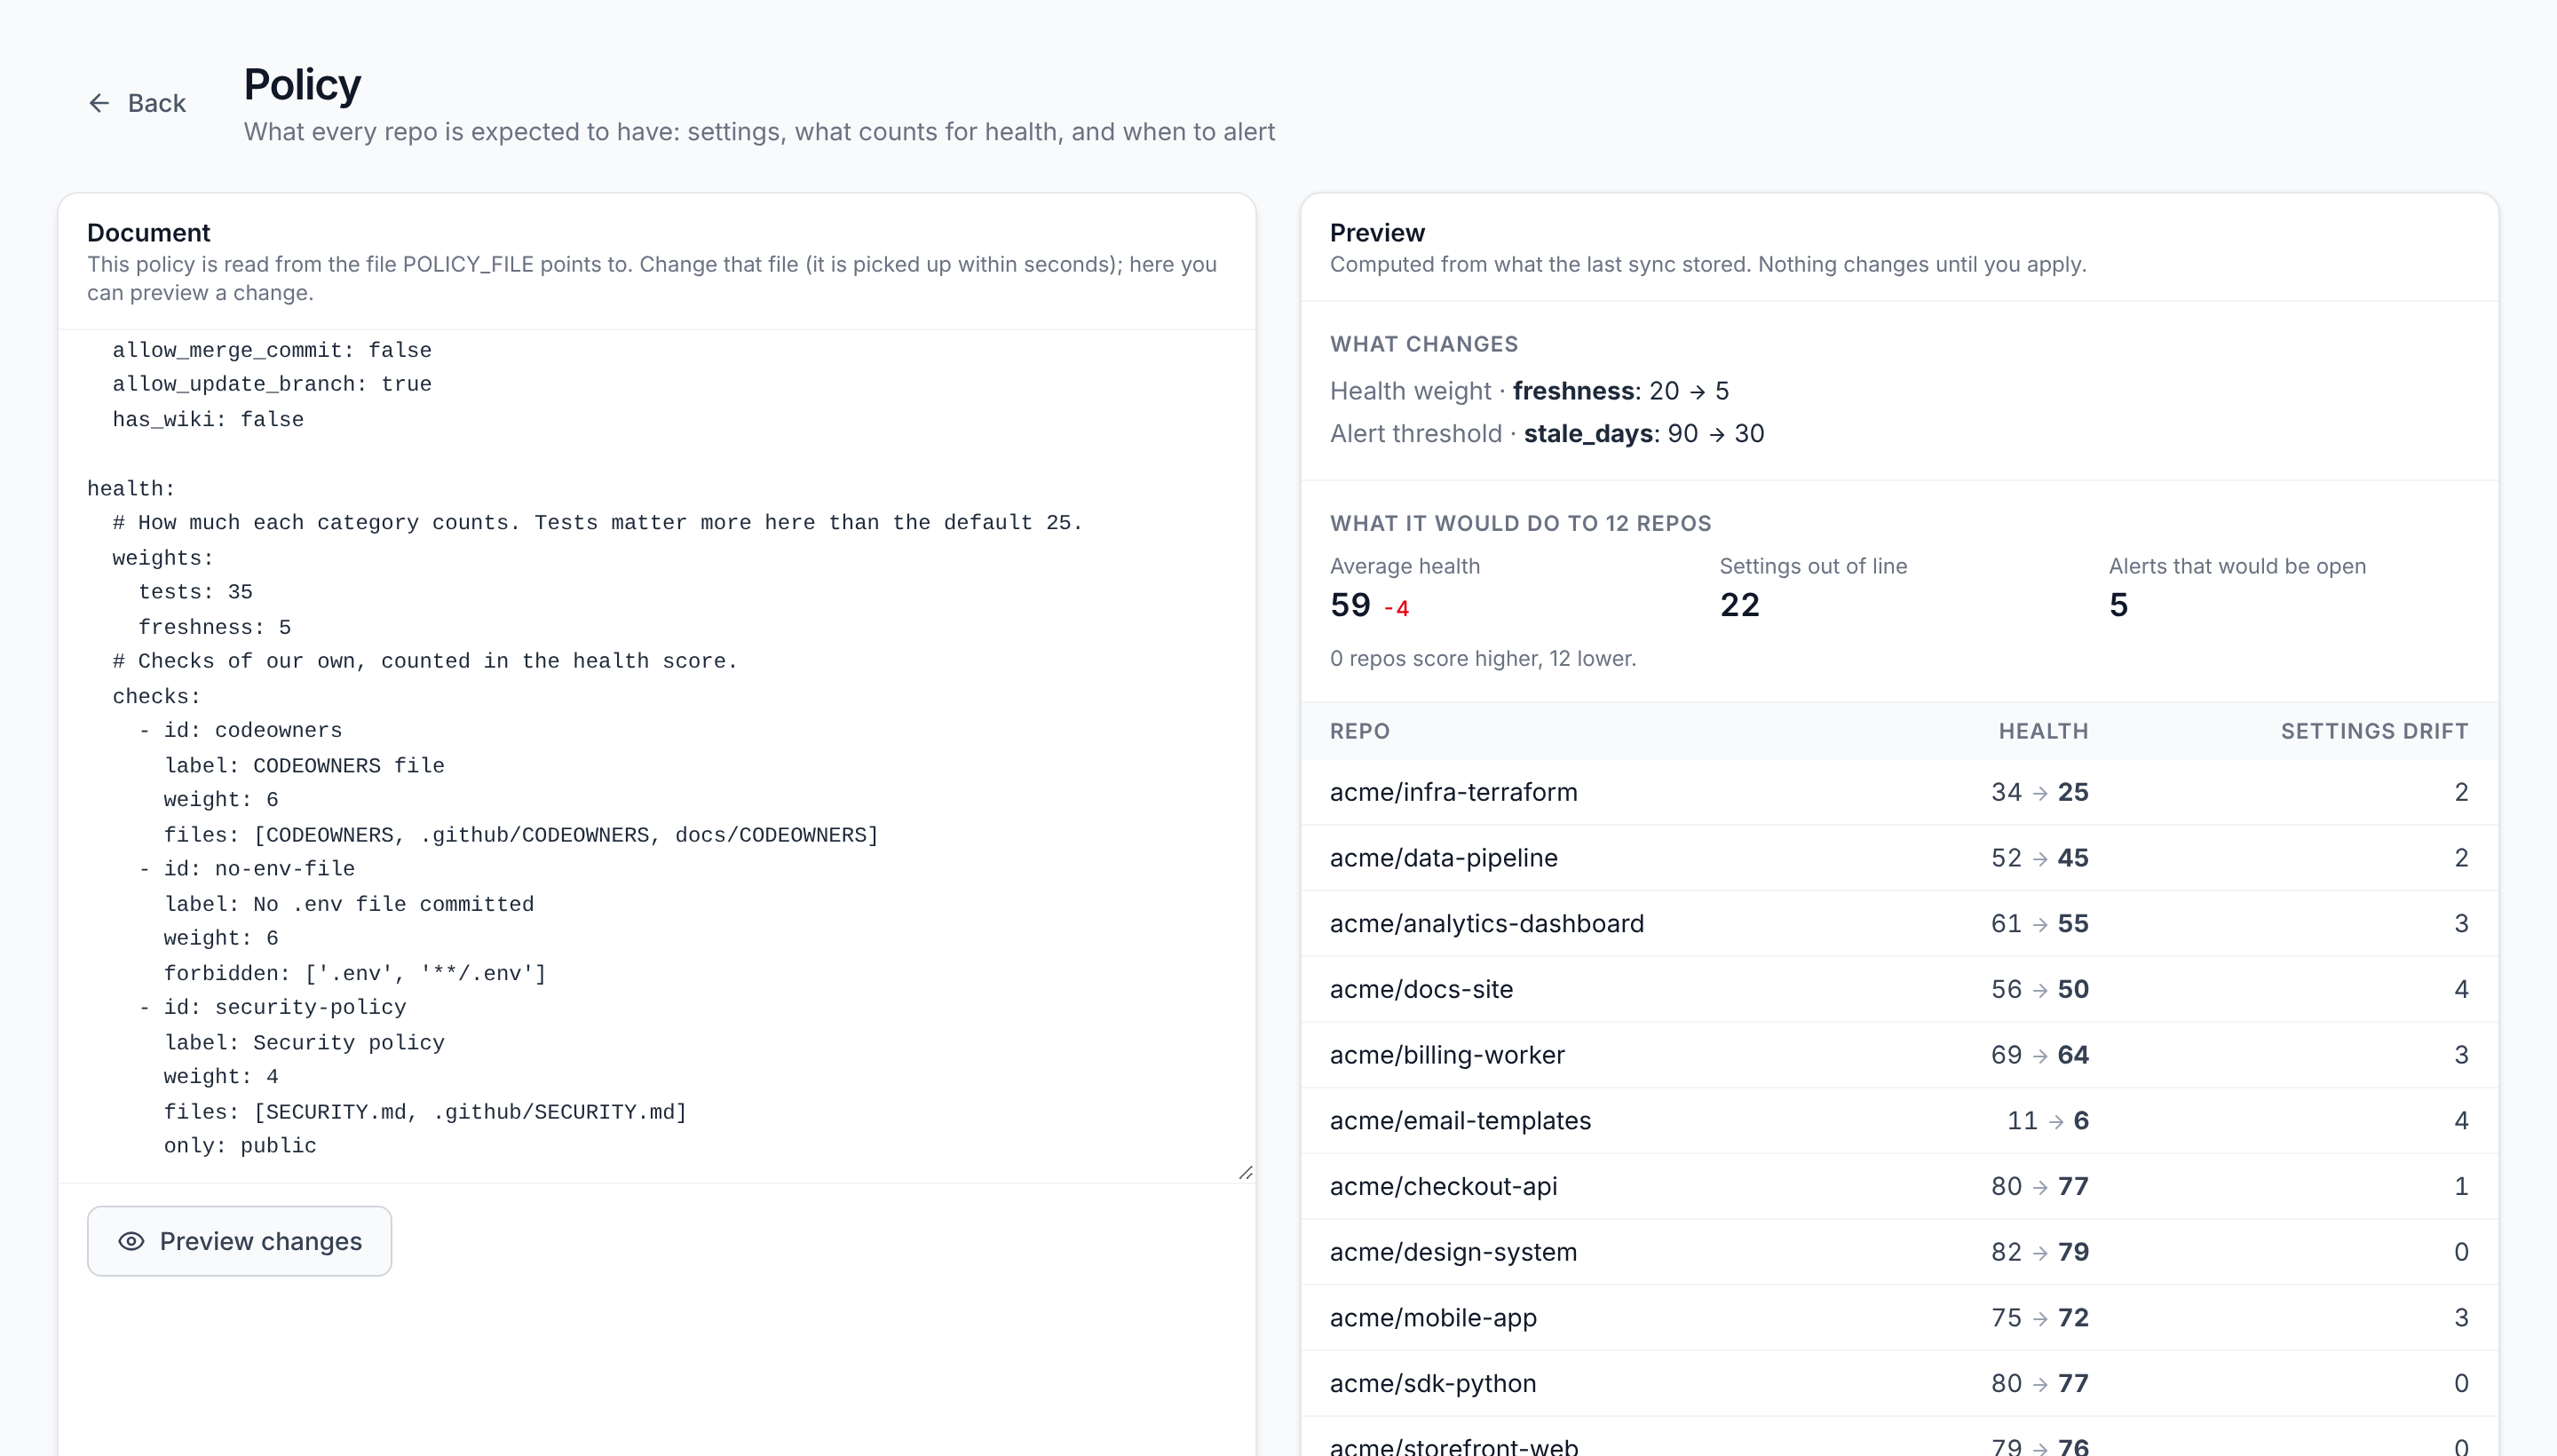 Back
Policy
What every repo is expected to have: settings, what counts for health, and when to alert
Document
This policy is read from the file POLICY_FILE points to. Change that file (it is picked up within seconds); here you
can preview a change.
allow_merge_commit: false
allow_update_branch: true
has_wiki: false
health:
# How much each category counts. Tests matter more here than the default 25.
weights:
tests: 35
freshness: 5
# Checks of our own, counted in the health score.
checks:
- id: codeowners
label: CODEOWNERS file
weight: 6
files: [CODEOWNERS, .github/CODEOWNERS, docs/CODEOWNERS]
- id: no-env-file
label: No .env file committed
weight: 6
forbidden: ['.env', '**/.env']
- id: security-policy
label: Security policy
weight: 4
files: [SECURITY.md, .github/SECURITY.md]
only: public
Preview changes
Preview
Computed from what the last sync stored. Nothing changes until you apply.
WHAT CHANGES
Health weight · freshness: 20 → 5
Alert threshold · stale_days: 90 → 30
WHAT IT WOULD DO TO 12 REPOS
Average health Settings out of line Alerts that would be open
59 -4 22 5
0 repos score higher, 12 lower.
REPO HEALTH SETTINGS DRIFT
acme/infra-terraform 34 → 25 2
acme/data-pipeline 52 → 45 2
acme/analytics-dashboard 61 → 55 3
acme/docs-site 56 → 50 4
acme/billing-worker 69 → 64 3
acme/email-templates 11 → 6 4
acme/checkout-api 80 → 77 1
acme/design-system 82 → 79 0
acme/mobile-app 75 → 72 3
acme/sdk-python 80 → 77 0
acme/storefront-web 79 → 76 0